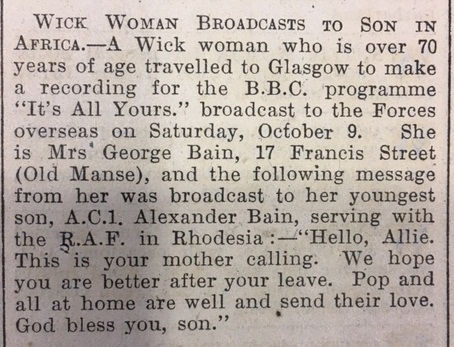 WICK WOMAN BROADCASTS TO SON IN
AFRICA.—A Wick woman who is over 70
years of age travelled to Glasgow to make
a recording for the B.B.C. programme
"It's All Yours." broadcast to the Forces
overseas on Saturday, October 9. She
is Mrs George Bain, 17 Francis Street
(Old Manse), and the following message
from her was broadcast to her youngest
son, A.C.1. Alexander Bain, serving with
the R.A.F. in Rhodesia:—"Hello, Allie.
This is your mother calling. We hope
you are better after your leave. Pop and
all at home are well and send their love.
God bless you, son."